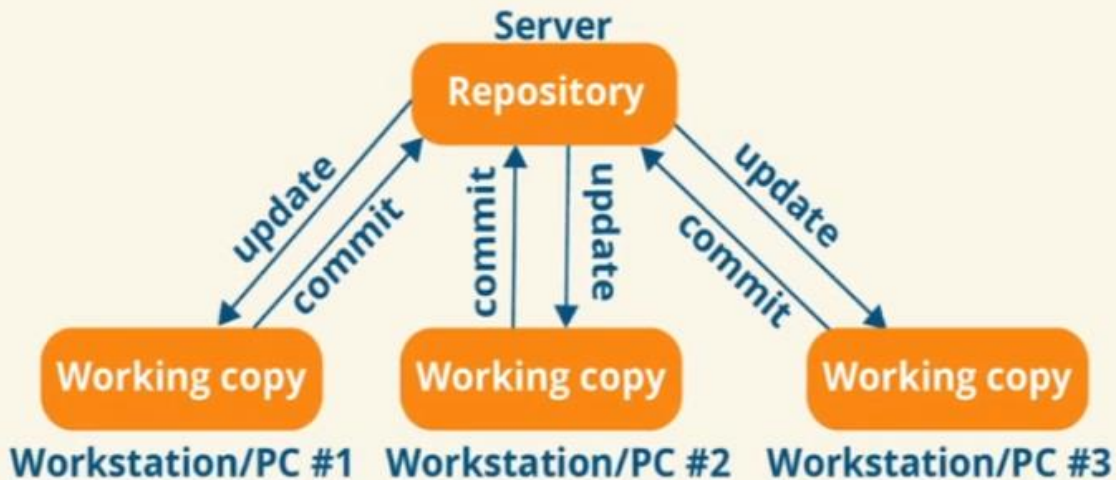 Server
Repository
update
commit
commit
update
update
commit
Working copy
Working copy
Working copy
Workstation/PC #1
Workstation/PC #2
Workstation/PC #3